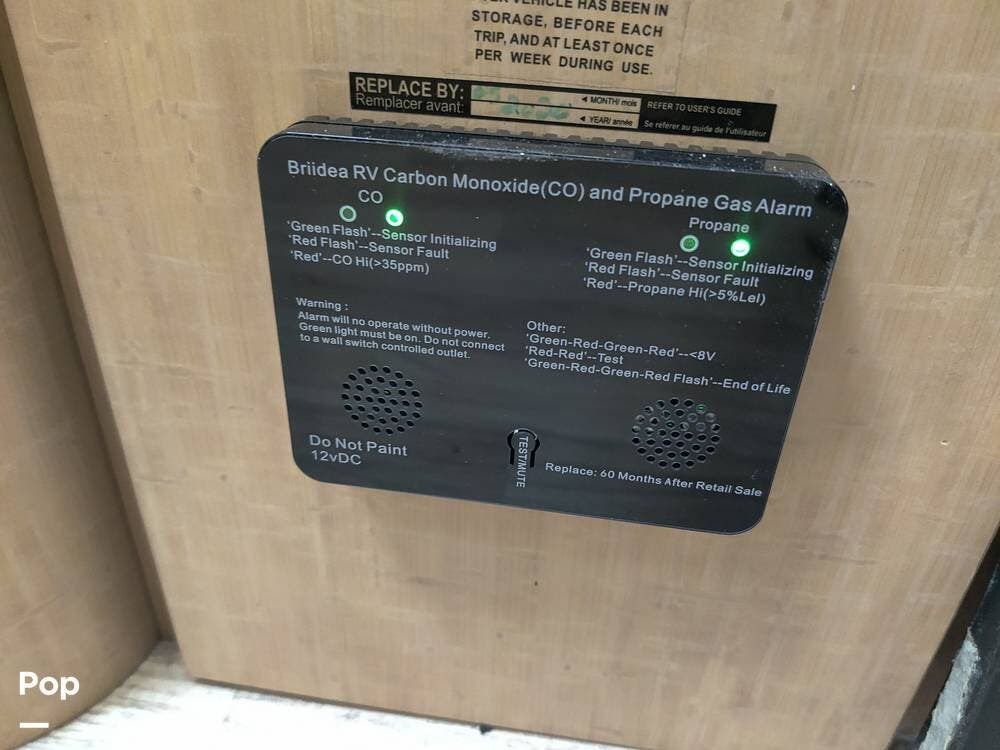 VEHICLE HAS BEEN IN
STORAGE, BEFORE EACH
TRIP, AND AT LEAST ONCE
PER WEEK DURING USE.
REPLACE BY:
Remplacer avant:
◄ MONTH/ mois
◄ YEAR/ année
REFER TO USER'S GUIDE
Se référer au guide de l'utilisateur
Briidea RV Carbon Monoxide(CO) and Propane Gas Alarm
CO
'Green Flash'--Sensor Initializing
'Red Flash'--Sensor Fault
'Red'--CO Hi(>35ppm)
Propane
'Green Flash'--Sensor Initializing
'Red Flash'--Sensor Fault
'Red'--Propane Hi(>5%Lel)
Warning :
Alarm will no operate without power.
Green light must be on. Do not connect
to a wall switch controlled outlet.
Other:
'Green-Red-Green-Red'--<8V
'Red-Red'--Test
'Green-Red-Green-Red Flash'--End of Life
Do Not Paint
12vDC
TEST/MUTE
Replace: 60 Months After Retail Sale
Pop